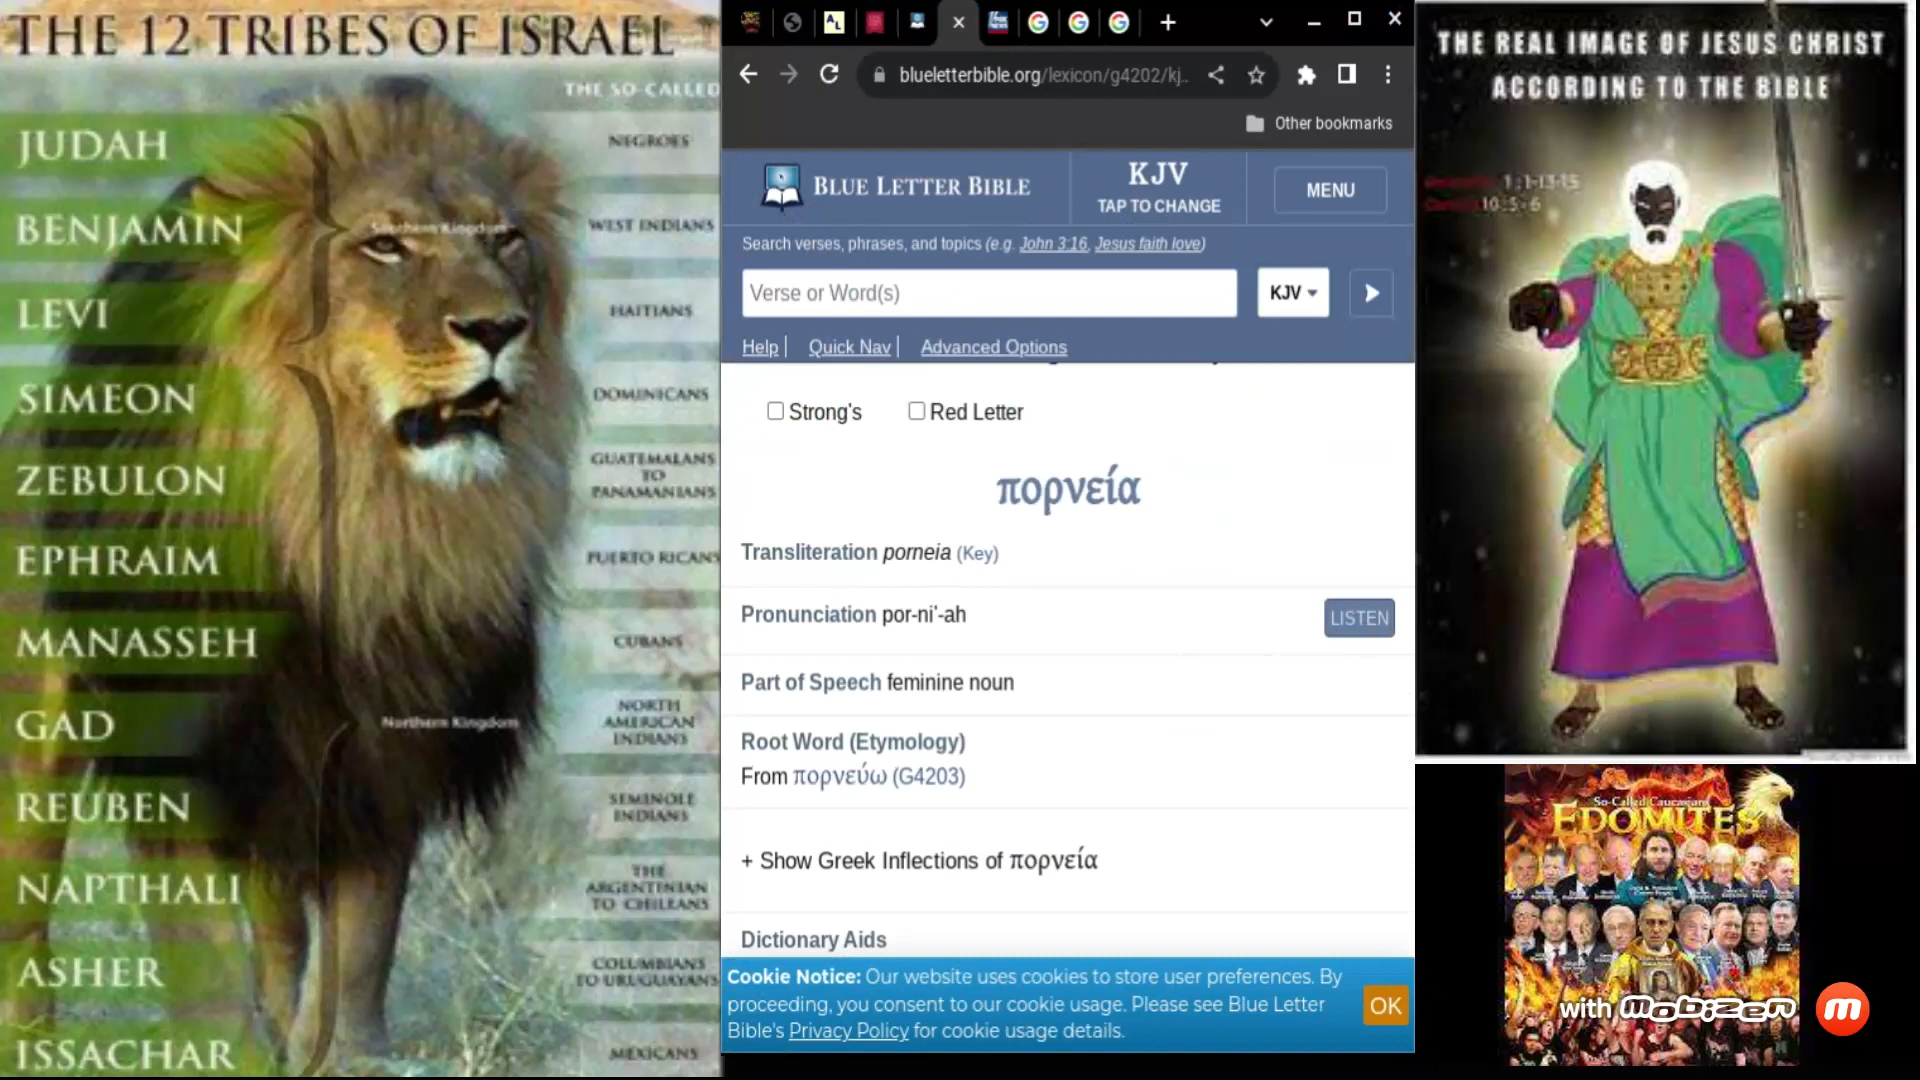 THE 12 TRIBES OF ISRAEL
THE SO-CALLED
JUDAH
NEGROES
BENJAMIN
Southern Kingdom
WEST INDIANS
LEVI
HAITIANS
SIMEON
DOMINICANS
ZEBULON
GUATEMALANS
TO
PANAMANIANS
EPHRAIM
PUERTO RICANS
MANASSEH
CUBANS
GAD
Northern Kingdom
NORTH
AMERICAN
INDIANS
REUBEN
SEMINOLE
INDIANS
NAPTHALI
THE
ARGENTINIAN
TO CHILEANS
ASHER
COLUMBIANS
TO URUGUAYANS
ISSACHAR
MEXICANS
blueletterbible.org/lexicon/g4202/kj..
Other bookmarks
BLUE LETTER BIBLE
KJV
TAP TO CHANGE
MENU
Search verses, phrases, and topics (e.g. John 3:16, Jesus faith love)
Verse or Word(s)
KJV
Help
Quick Nav
Advanced Options
Strong's
Red Letter
πορνεία
Transliteration porneia (Key)
Pronunciation por-ni'-ah
LISTEN
Part of Speech feminine noun
Root Word (Etymology)
From πορνεύω (G4203)
+ Show Greek Inflections of πορνεία
Dictionary Aids
Cookie Notice: Our website uses cookies to store user preferences. By
proceeding, you consent to our cookie usage. Please see Blue Letter
Bible's Privacy Policy for cookie usage details.
OK
THE REAL IMAGE OF JESUS CHRIST
ACCORDING TO THE BIBLE
1:1-13-15
10:5-6
So-Called Caucasians
EDOMITES
with mobizen